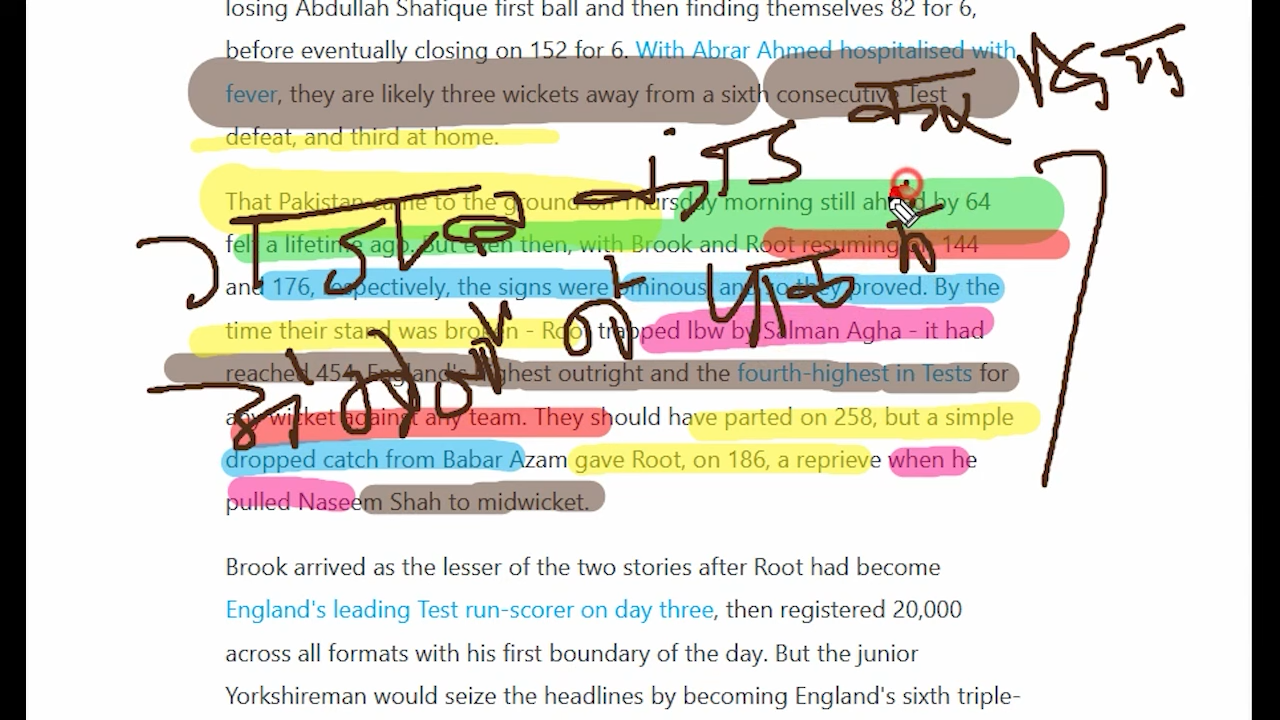 losing Abdullah Shafique first ball and then finding themselves 82 for 6,
before eventually closing on 152 for 6. With Abrar Ahmed hospitalised with
fever, they are likely three wickets away from a sixth consecutive Test
defeat, and third at home.
That Pakistan came to the ground on Thursday morning still ahead by 64
felt a lifetime ago. But even then, with Brook and Root resuming on 144
and 176, respectively, the signs were ominous, and so they proved. By the
time their stand was broken - Root trapped lbw by Salman Agha - it had
reached 454, England's highest outright and the fourth-highest in Tests for
any wicket against any team. They should have parted on 258, but a simple
dropped catch from Babar Azam gave Root, on 186, a reprieve when he
pulled Naseem Shah to midwicket.
Brook arrived as the lesser of the two stories after Root had become
England's leading Test run-scorer on day three, then registered 20,000
across all formats with his first boundary of the day. But the junior
Yorkshireman would seize the headlines by becoming England's sixth triple-